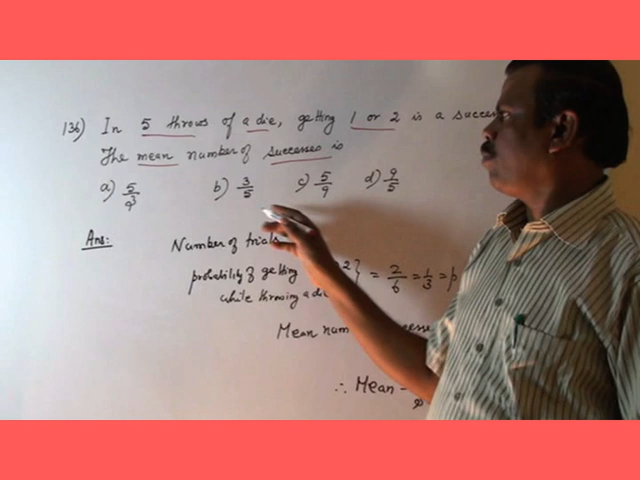 136) In 5 throws of a die, getting 1 or 2 is a success
The mean number of successes is
a) 5/3 b) 3/5 c) 5/9 d) 9/5
Ans: Number of trials
probability of getting 2 } = 2/6 = 1/3 = p
while throwing a die
Mean
∴ Mean =